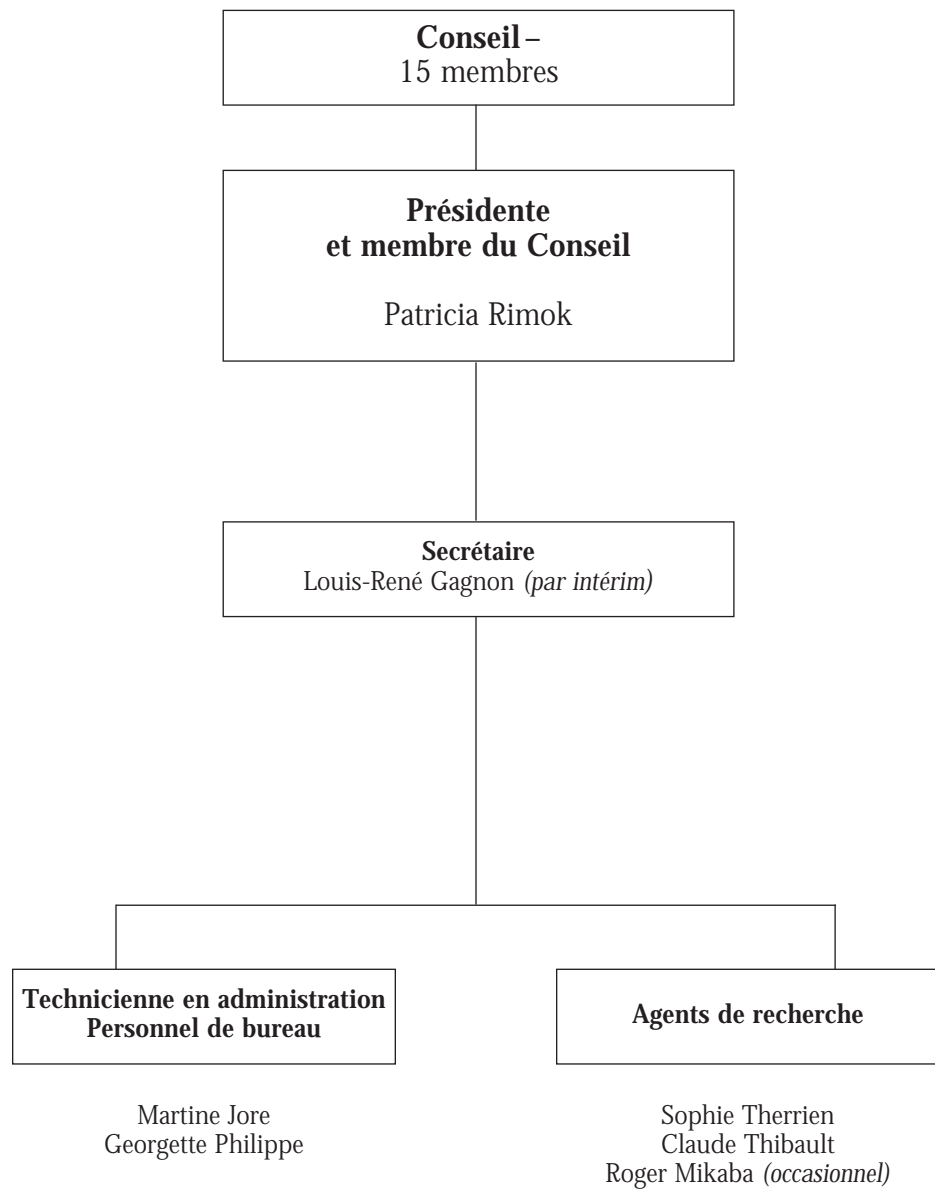 Conseil –
15 membres
Présidente
et membre du Conseil
Patricia Rimok
Secrétaire
Louis-René Gagnon (par intérim)
Technicienne en administration
Personnel de bureau
Agents de recherche
Martine Jore
Georgette Philippe
Sophie Therrien
Claude Thibault
Roger Mikaba (occasionnel)